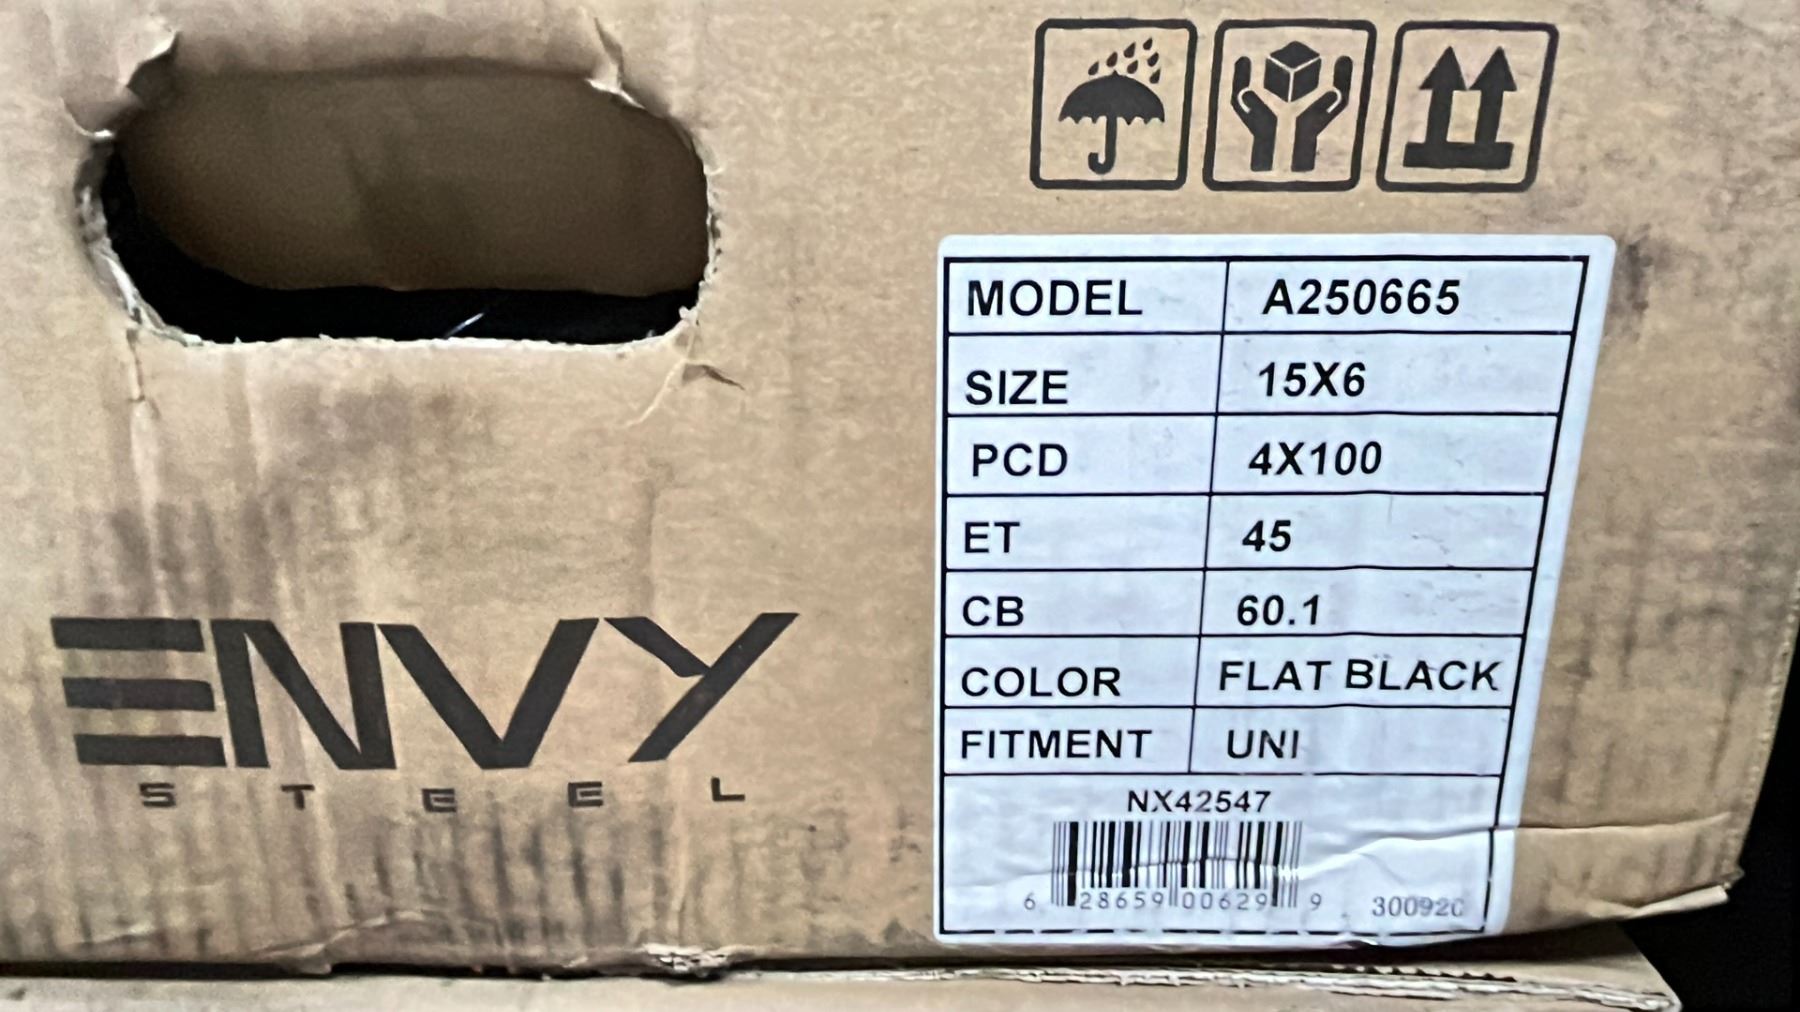 MODEL A250665
SIZE 15X6
PCD 4X100
ET 45
CB 60.1
COLOR FLAT BLACK
FITMENT UNI
NX42547
6 28659 00629 9 300920
ENVY
STEEL